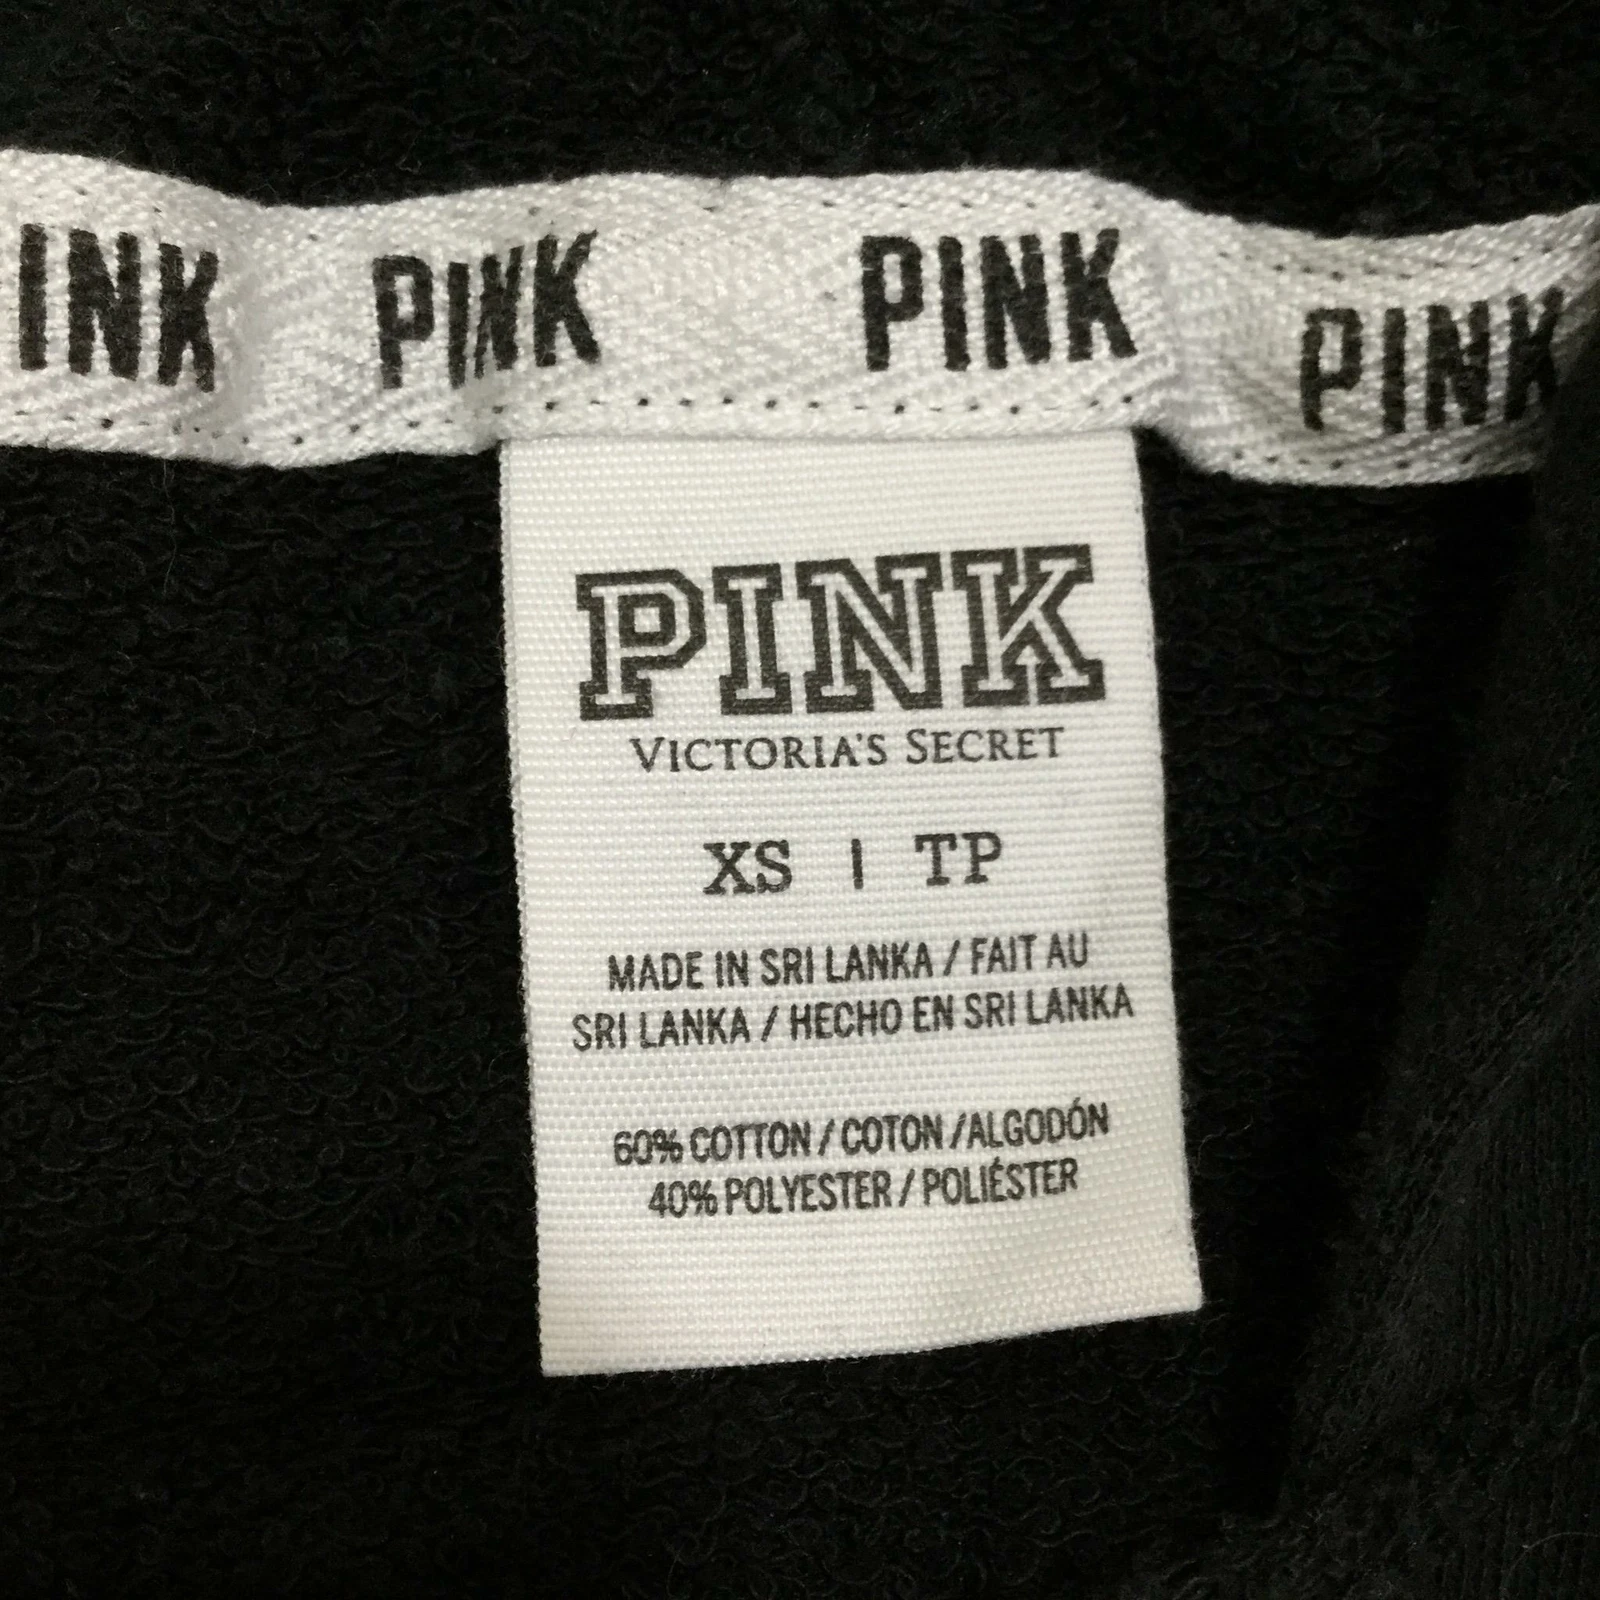 INK PINK PINK PINK
PINK
VICTORIA'S SECRET
XS | TP
MADE IN SRI LANKA / FAIT AU
SRI LANKA / HECHO EN SRI LANKA
60% COTTON / COTON /ALGODÓN
40% POLYESTER / POLIÉSTER